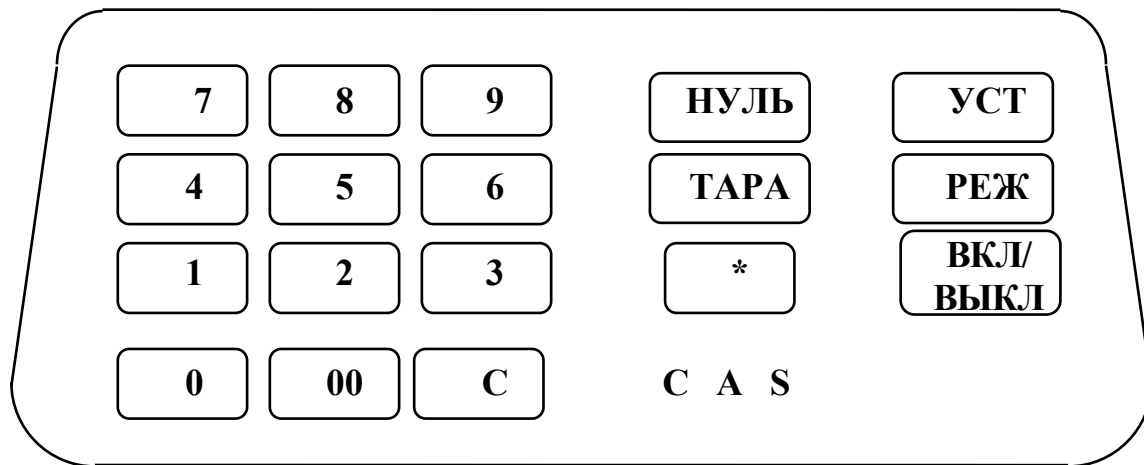 7 8 9 НУЛЬ УСТ
4 5 6 ТАРА РЕЖ
1 2 3 * ВКЛ/
ВЫКЛ
0 00 С C A S